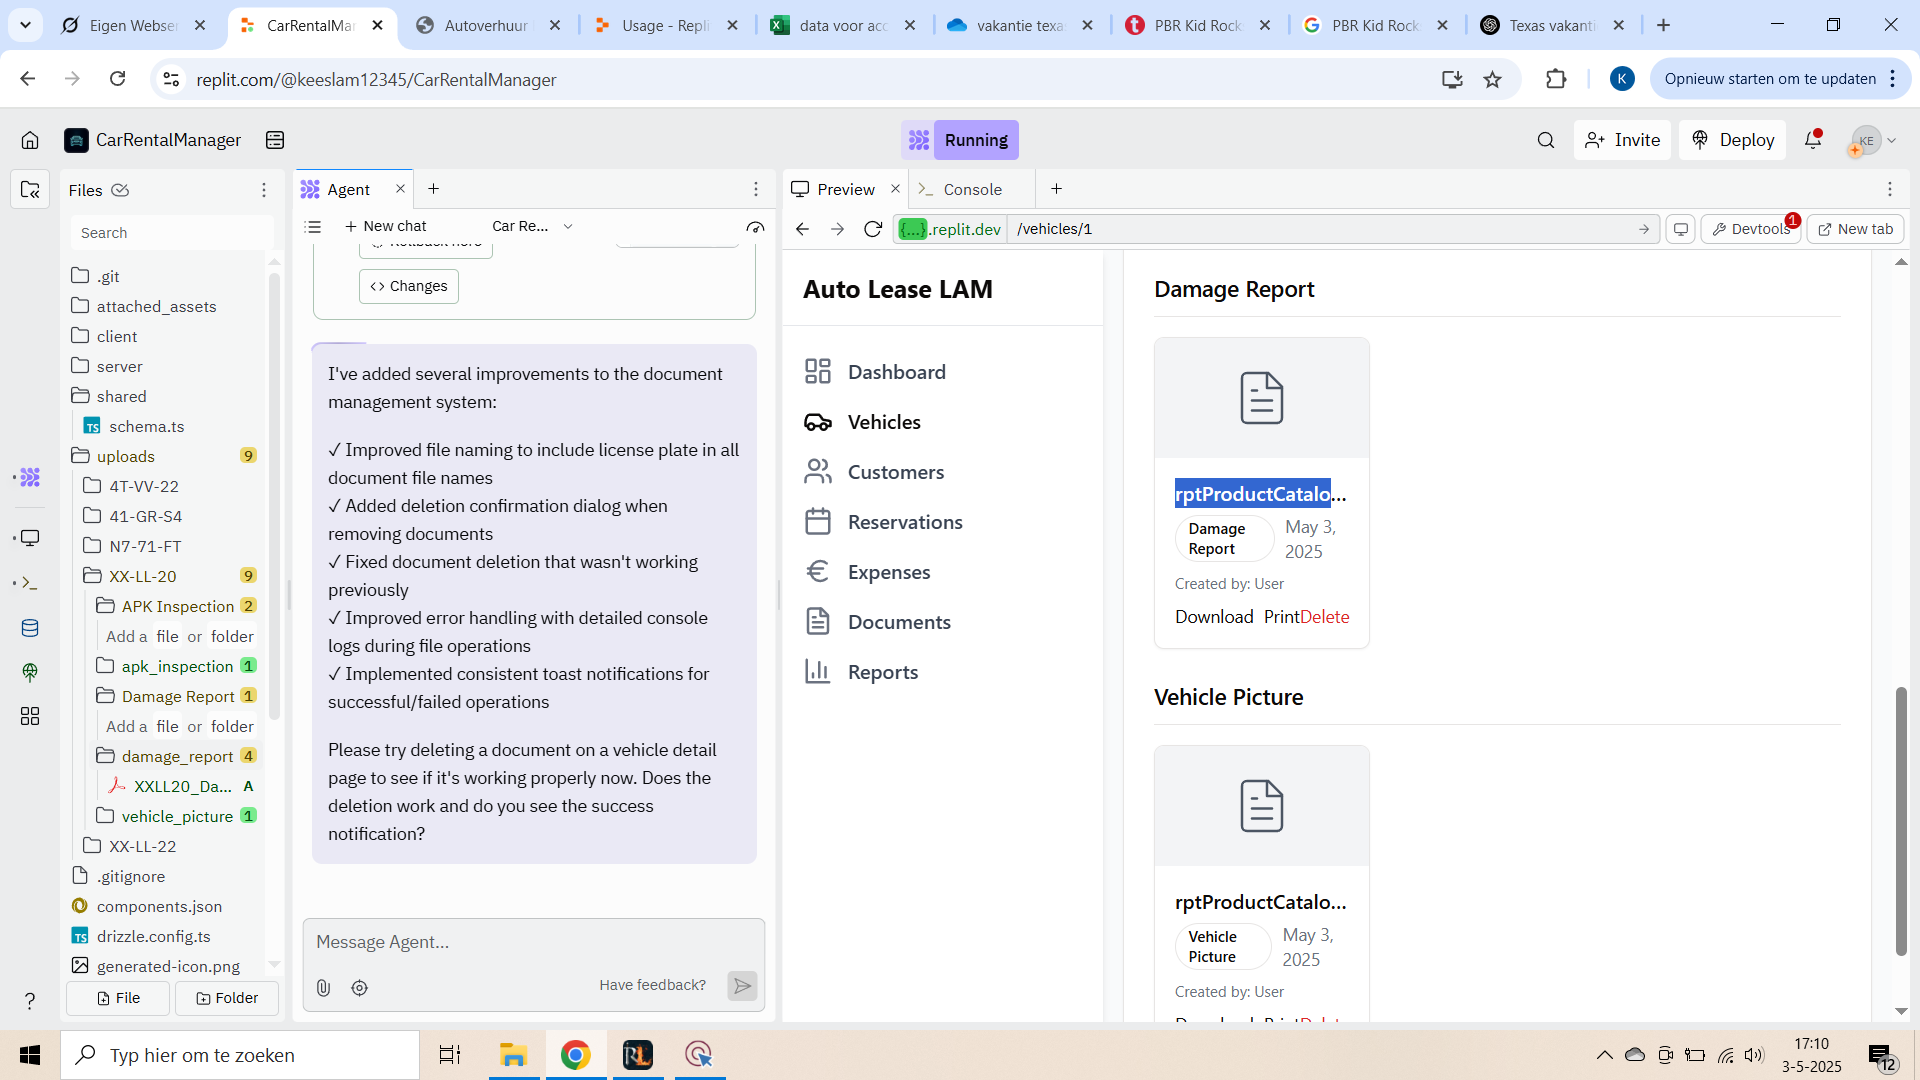 Eigen Webser
CarRentalMar
Autoverhuur
Usage - Repli
data voor acc
vakantie texa
PBR Kid Rock
PBR Kid Rock
Texas vakanti
replit.com/@keeslam12345/CarRentalManager
K
Opnieuw starten om te updaten
CarRentalManager
Running
Invite
Deploy
KE
Files
Search
.git
attached_assets
client
server
shared
schema.ts
uploads 9
4T-VV-22
41-GR-S4
N7-71-FT
XX-LL-20 9
APK Inspection 2
Add a file or folder
apk_inspection 1
Damage Report 1
Add a file or folder
damage_report 4
XXLL20_Da... A
vehicle_picture 1
XX-LL-22
.gitignore
components.json
drizzle.config.ts
generated-icon.png
File
Folder
Agent
New chat
Car Re...
Rollback here
Changes
I've added several improvements to the document
management system:
✓ Improved file naming to include license plate in all
document file names
✓ Added deletion confirmation dialog when
removing documents
✓ Fixed document deletion that wasn't working
previously
✓ Improved error handling with detailed console
logs during file operations
✓ Implemented consistent toast notifications for
successful/failed operations
Please try deleting a document on a vehicle detail
page to see if it's working properly now. Does the
deletion work and do you see the success
notification?
Message Agent...
Have feedback?
Preview
Console
{...}.replit.dev
/vehicles/1
Devtools 1
New tab
Auto Lease LAM
Dashboard
Vehicles
Customers
Reservations
Expenses
Documents
Reports
Damage Report
rptProductCatalo...
Damage
Report
May 3,
2025
Created by: User
Download Print Delete
Vehicle Picture
rptProductCatalo...
Vehicle
Picture
May 3,
2025
Created by: User
Download Print Delete
Typ hier om te zoeken
RL
17:10
3-5-2025
12